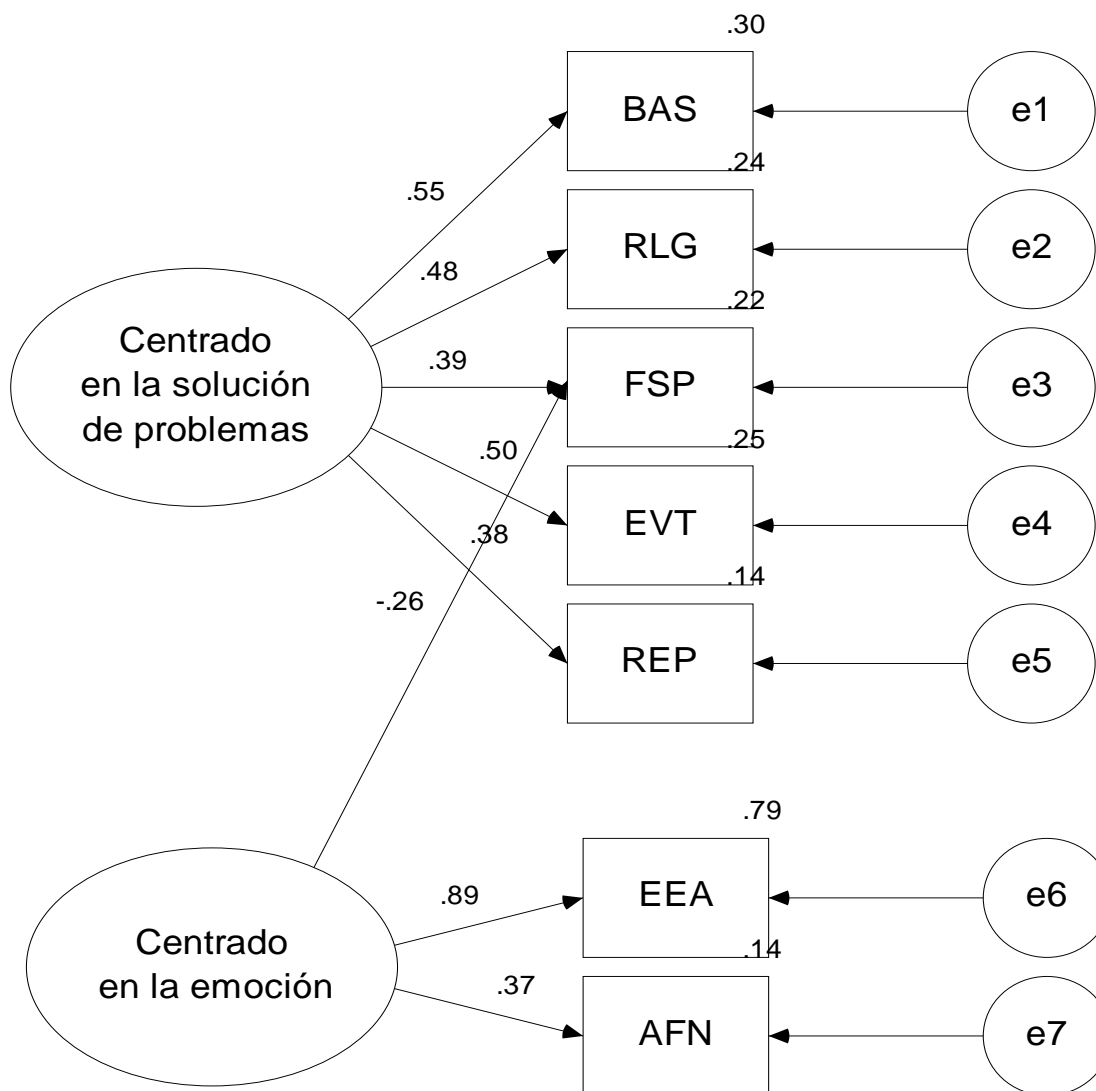 .30
BAS
e1
.24
.55
RLG
e2
.48
.22
Centrado
en la solución
de problemas
.39
FSP
e3
.25
.50
EVT
e4
.38
.14
-.26
REP
e5
.79
EEA
e6
.89
.14
Centrado
en la emoción
.37
AFN
e7